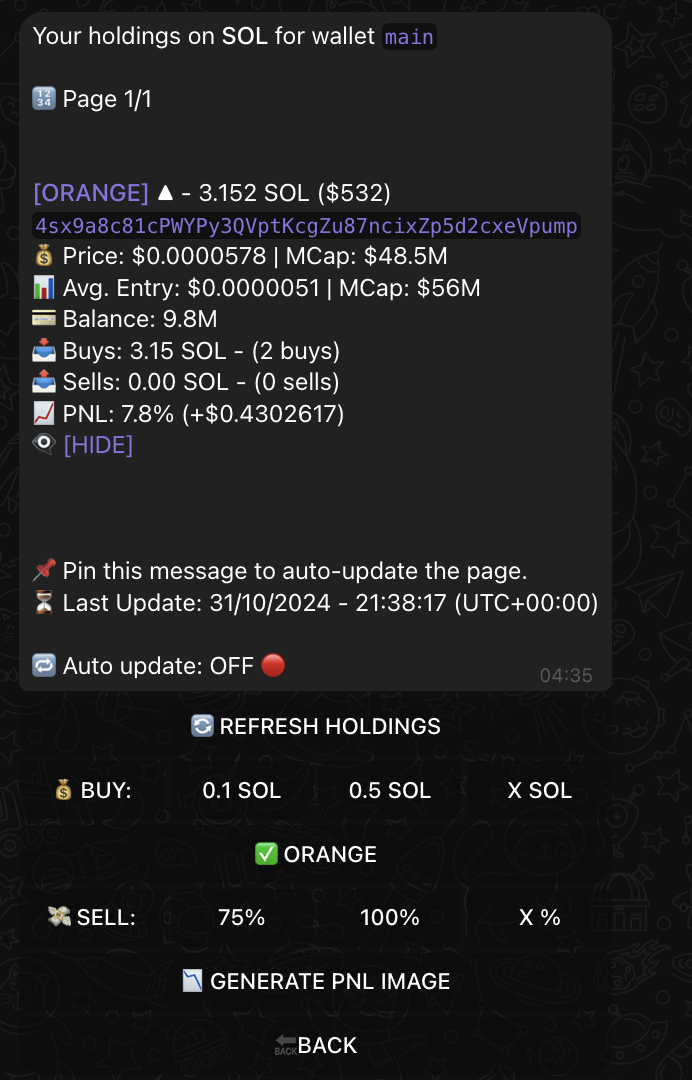 Your holdings on SOL for wallet main
🔢 Page 1/1
[ORANGE] ▲ - 3.152 SOL ($532)
4sx9a8c81cPWYPy3QVptKcgZu87ncixZp5d2cxeVpump
💰 Price: $0.0000578 | MCap: $48.5M
📊 Avg. Entry: $0.0000051 | MCap: $56M
💳 Balance: 9.8M
📥 Buys: 3.15 SOL - (2 buys)
📤 Sells: 0.00 SOL - (0 sells)
📈 PNL: 7.8% (+$0.4302617)
👁‍🗨 [HIDE]
📌 Pin this message to auto-update the page.
⏳ Last Update: 31/10/2024 - 21:38:17 (UTC+00:00)
🔁 Auto update: OFF 🔴
04:35
🔄 REFRESH HOLDINGS
💰 BUY: 0.1 SOL 0.5 SOL X SOL
✅ ORANGE
💸 SELL: 75% 100% X %
📉 GENERATE PNL IMAGE
🔙 BACK